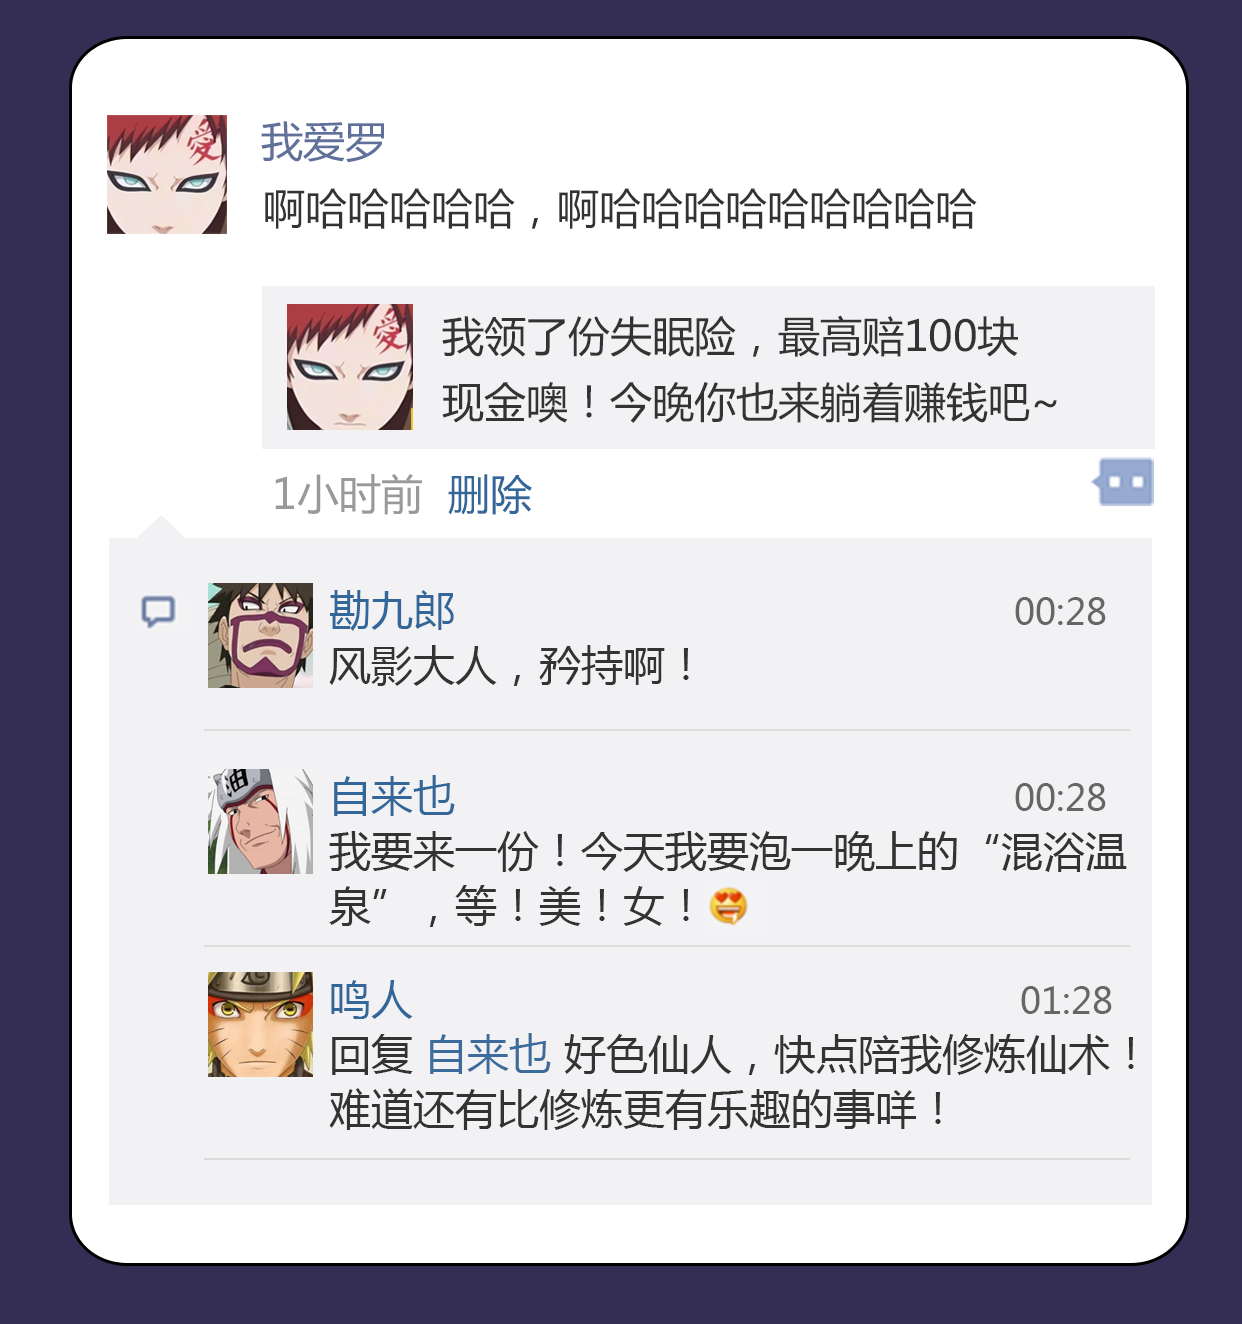 愛
我爱罗
啊哈哈哈哈哈，啊哈哈哈哈哈哈哈哈哈
愛
我领了份失眠险，最高赔100块
现金噢！今晚你也来躺着赚钱吧~
1小时前 删除
勘九郎 00:28
风影大人，矜持啊！
油
自来也 00:28
我要来一份！今天我要泡一晚上的“混浴温
泉”，等！美！女！
鸣人 01:28
回复 自来也 好色仙人，快点陪我修炼仙术！
难道还有比修炼更有乐趣的事咩！